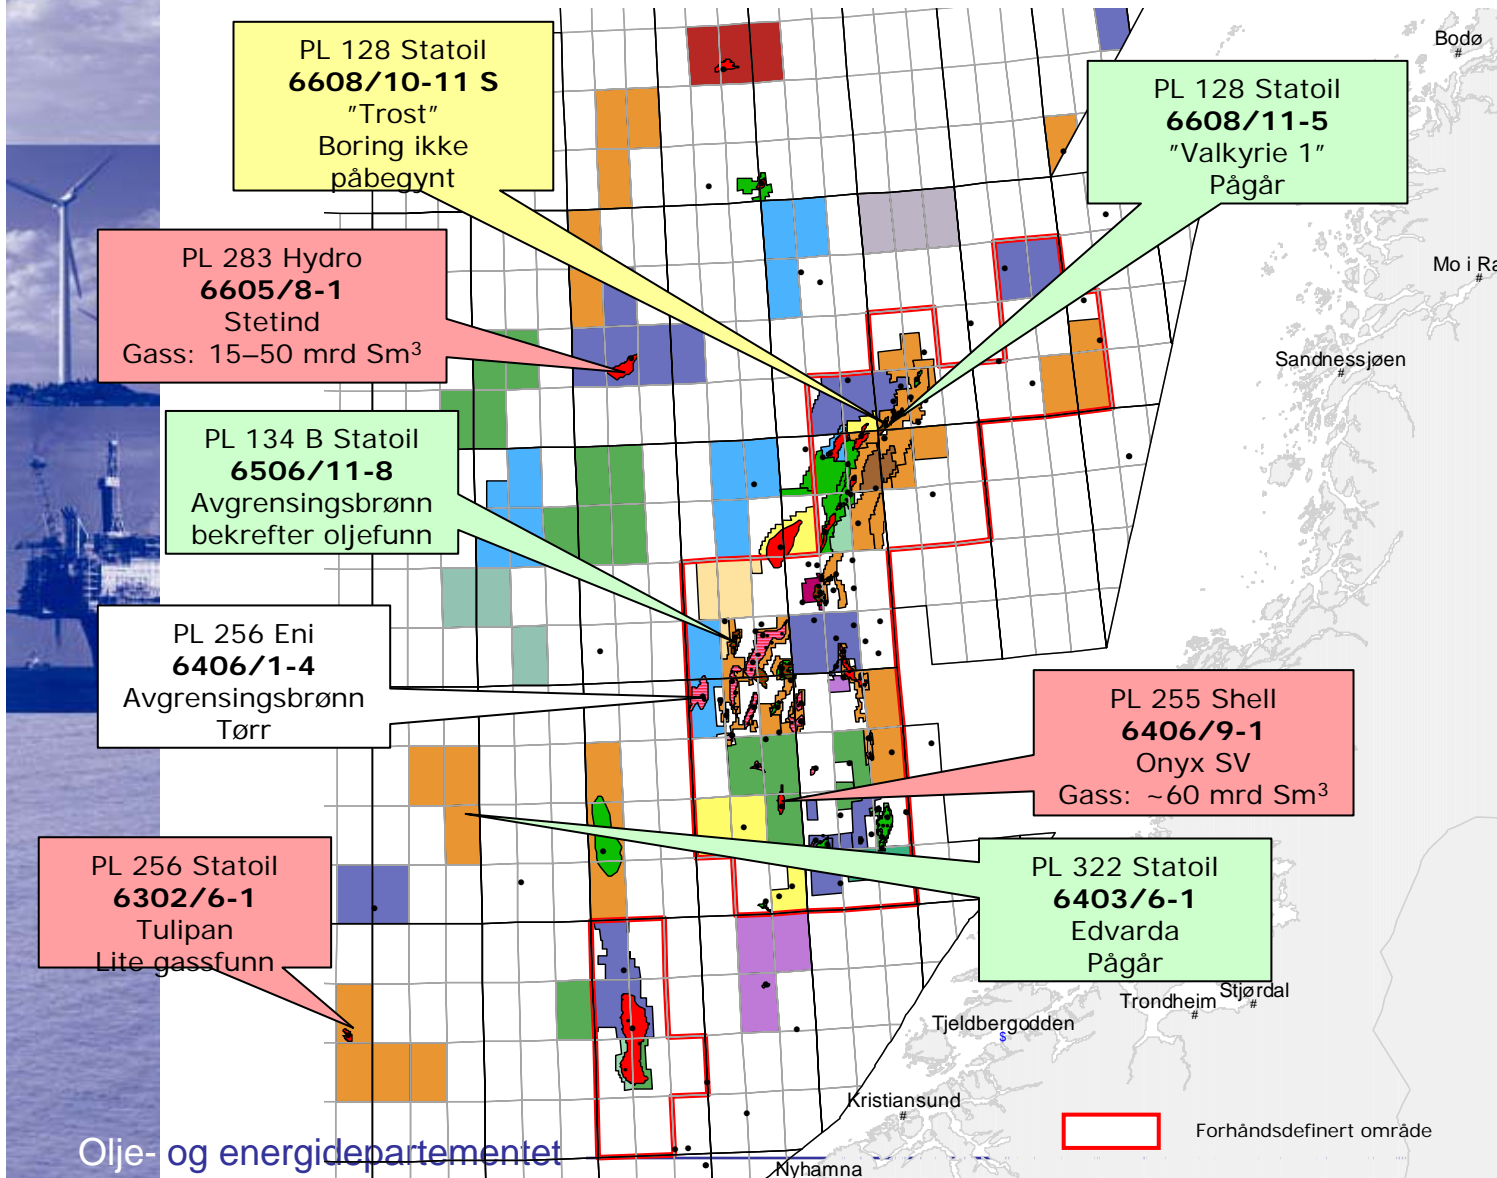 PL 128 Statoil
6608/10-11 S
"Trost"
Boring ikke
påbegynt
Bodø
PL 128 Statoil
6608/11-5
"Valkyrie 1"
Pågår
PL 283 Hydro
6605/8-1
Stetind
Gass: 15–50 mrd Sm³
Mo i Ra
Sandnessjøen
PL 134 B Statoil
6506/11-8
Avgrensingsbrønn
bekrefter oljefunn
PL 256 Eni
6406/1-4
Avgrensingsbrønn
Tørr
PL 255 Shell
6406/9-1
Onyx SV
Gass: ~60 mrd Sm³
PL 256 Statoil
6302/6-1
Tulipan
Lite gassfunn
PL 322 Statoil
6403/6-1
Edvarda
Pågår
Trondheim
Stjørdal
Tjeldbergodden
Kristiansund
Nyhamna
Forhåndsdefinert område
Olje- og energidepartementet